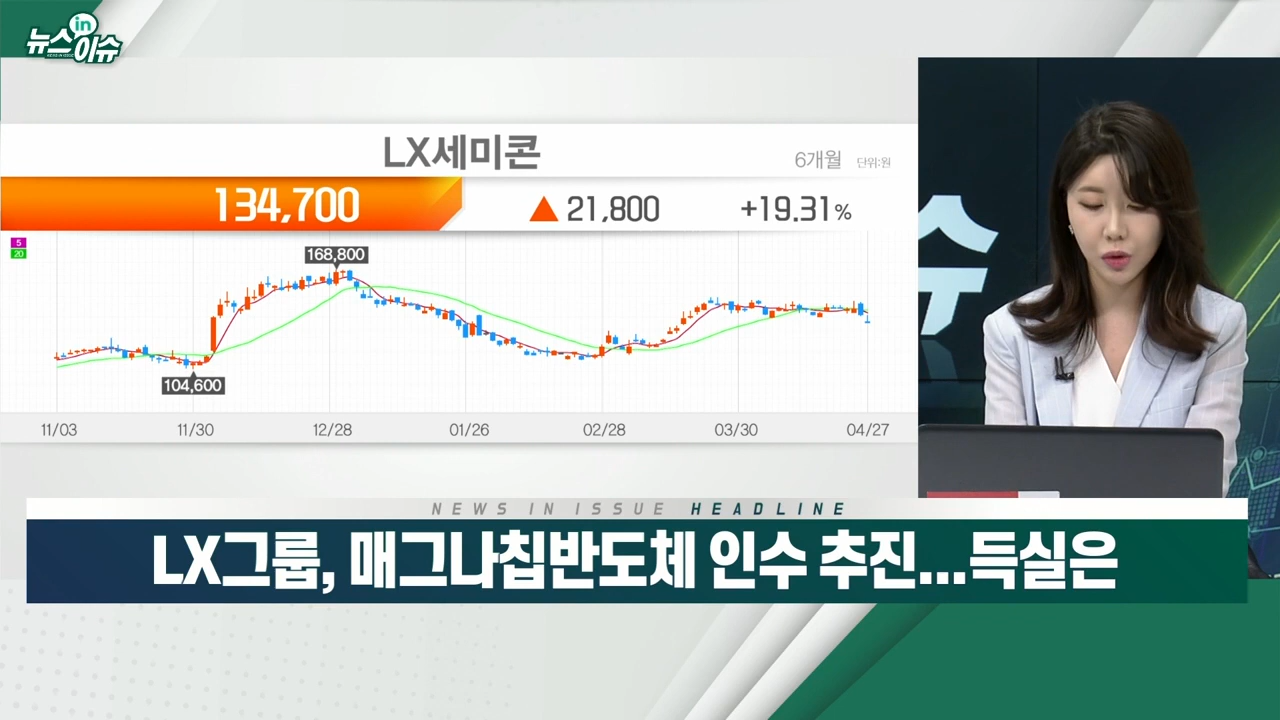 뉴스in이슈
LX세미콘
6개월 단위:원
134,700 ▲ 21,800 +19.31%
5
20
168,800
104,600
11/03 11/30 12/28 01/26 02/28 03/30 04/27
슈
NEWS IN ISSUE HEADLINE
LX그룹, 매그나칩반도체 인수 추진...득실은